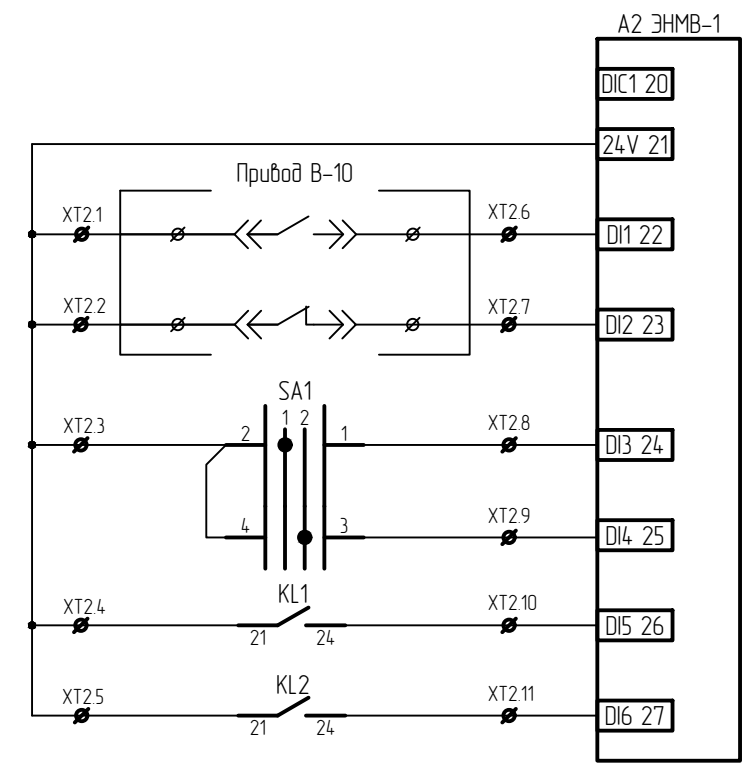 А2 ЭНМВ-1
DIC1 20
24V 21
Привод В-10
XT2.1
XT2.6
DI1 22
XT2.2
XT2.7
DI2 23
SA1
1 2
XT2.3
2
1
XT2.8
DI3 24
4
3
XT2.9
DI4 25
KL1
XT2.4
XT2.10
21
24
DI5 26
KL2
XT2.5
XT2.11
21
24
DI6 27